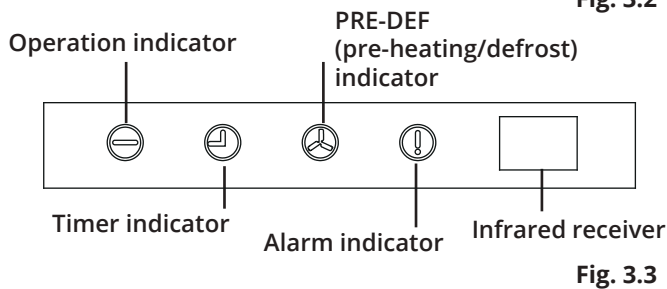 Fig. 3.2
Operation indicator
PRE-DEF
(pre-heating/defrost)
indicator
Timer indicator
Alarm indicator
Infrared receiver
Fig. 3.3